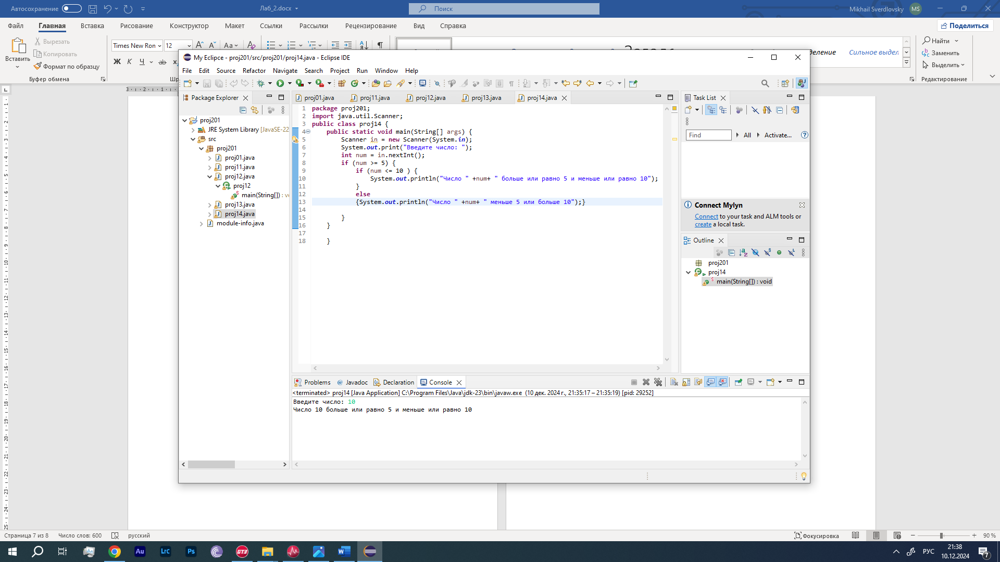 Автосохранение
Лаб_2.docx
Поиск
Mikhail Sverdlovsky
MS
Файл Главная Вставка Рисование Конструктор Макет Ссылки Рассылки Рецензирование Вид Справка
Поделиться
Вставить
Вырезать
Копировать
Формат по образцу
Буфер обмена
Times New Ron
12
Ж К Ч ab
Сильное выдел
Найти
Заменить
Выделить
Редактирование
My Eclipce - proj201/src/proj201/proj14.java - Eclipse IDE
File Edit Source Refactor Navigate Search Project Run Window Help
Package Explorer
proj201
JRE System Library [JavaSE-22
src
proj201
proj01.java
proj11.java
proj12.java
proj12
main(String[]) : vo
proj13.java
proj14.java
module-info.java
proj01.java proj11.java proj12.java proj13.java proj14.java
1 package proj201;
2 import java.util.Scanner;
3 public class proj14 {
4 public static void main(String[] args) {
5 Scanner in = new Scanner(System.in);
6 System.out.print("Введите число: ");
7 int num = in.nextInt();
8 if (num >= 5) {
9 if (num <= 10 ) {
10 System.out.println("Число " +num+ " больше или равно 5 и меньше или равно 10");
11 }
12 else
13 {System.out.println("Число " +num+ " меньше 5 или больше 10");}
14
15 }
16 }
17
18 }
Task List
Find
All
Activate...
Connect Mylyn
Connect to your task and ALM tools or
create a local task.
Outline
proj201
proj14
main(String[]) : void
Problems Javadoc Declaration Console
<terminated> proj14 [Java Application] C:\Program Files\Java\jdk-23\bin\javaw.exe (10 дек. 2024 г., 21:35:17 – 21:35:19) [pid: 29252]
Введите число: 10
Число 10 больше или равно 5 и меньше или равно 10
Страница 7 из 8
Число слов: 600
русский
Фокусировка
90 %
Au
LrC
Ps
GT3
W
РУС
21:38
10.12.2024
7